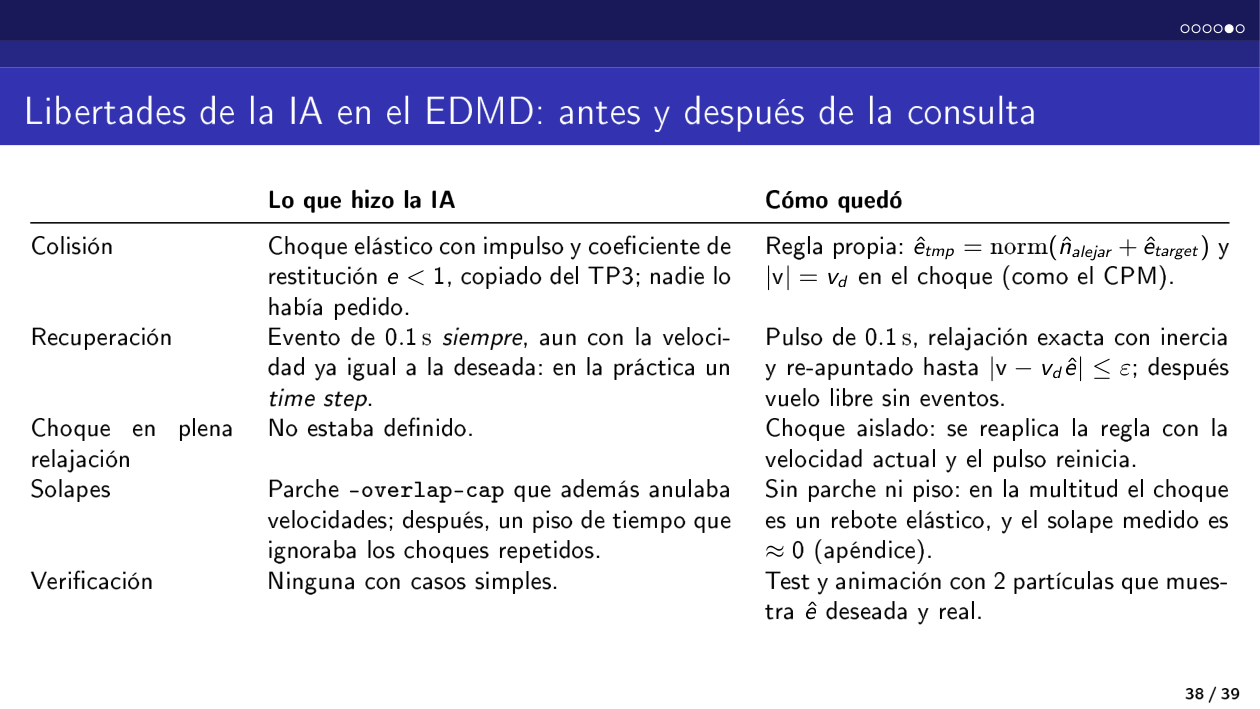 Libertades de la IA en el EDMD: antes y después de la consulta
Lo que hizo la IA
Cómo quedó
Colisión
Choque elástico con impulso y coeficiente de
restitución e < 1, copiado del TP3; nadie lo
había pedido.
Regla propia: ê_tmp = norm(n̂_alejar + ê_target) y
|v| = v_d en el choque (como el CPM).
Recuperación
Evento de 0.1 s siempre, aun con la veloci-
dad ya igual a la deseada: en la práctica un
time step.
Pulso de 0.1 s, relajación exacta con inercia
y re-apuntado hasta |v − v_d ê| ≤ ε; después
vuelo libre sin eventos.
Choque en plena
relajación
No estaba definido.
Choque aislado: se reaplica la regla con la
velocidad actual y el pulso reinicia.
Solapes
Parche -overlap-cap que además anulaba
velocidades; después, un piso de tiempo que
ignoraba los choques repetidos.
Sin parche ni piso: en la multitud el choque
es un rebote elástico, y el solape medido es
≈ 0 (apéndice).
Verificación
Ninguna con casos simples.
Test y animación con 2 partículas que mues-
tra ê deseada y real.
38 / 39